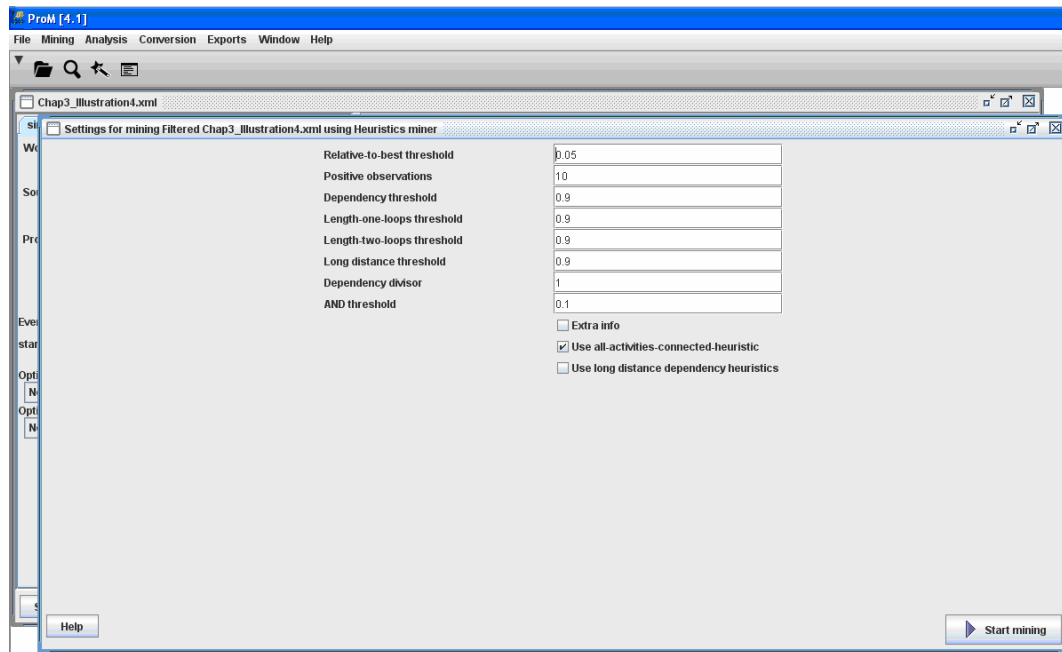 ProM [4.1]
File Mining Analysis Conversion Exports Window Help
Chap3_Illustration4.xml
Settings for mining Filtered Chap3_Illustration4.xml using Heuristics miner
Relative-to-best threshold 0.05
Positive observations 10
Dependency threshold 0.9
Length-one-loops threshold 0.9
Length-two-loops threshold 0.9
Long distance threshold 0.9
Dependency divisor 1
AND threshold 0.1
Extra info
Use all-activities-connected-heuristic
Use long distance dependency heuristics
Help
Start mining